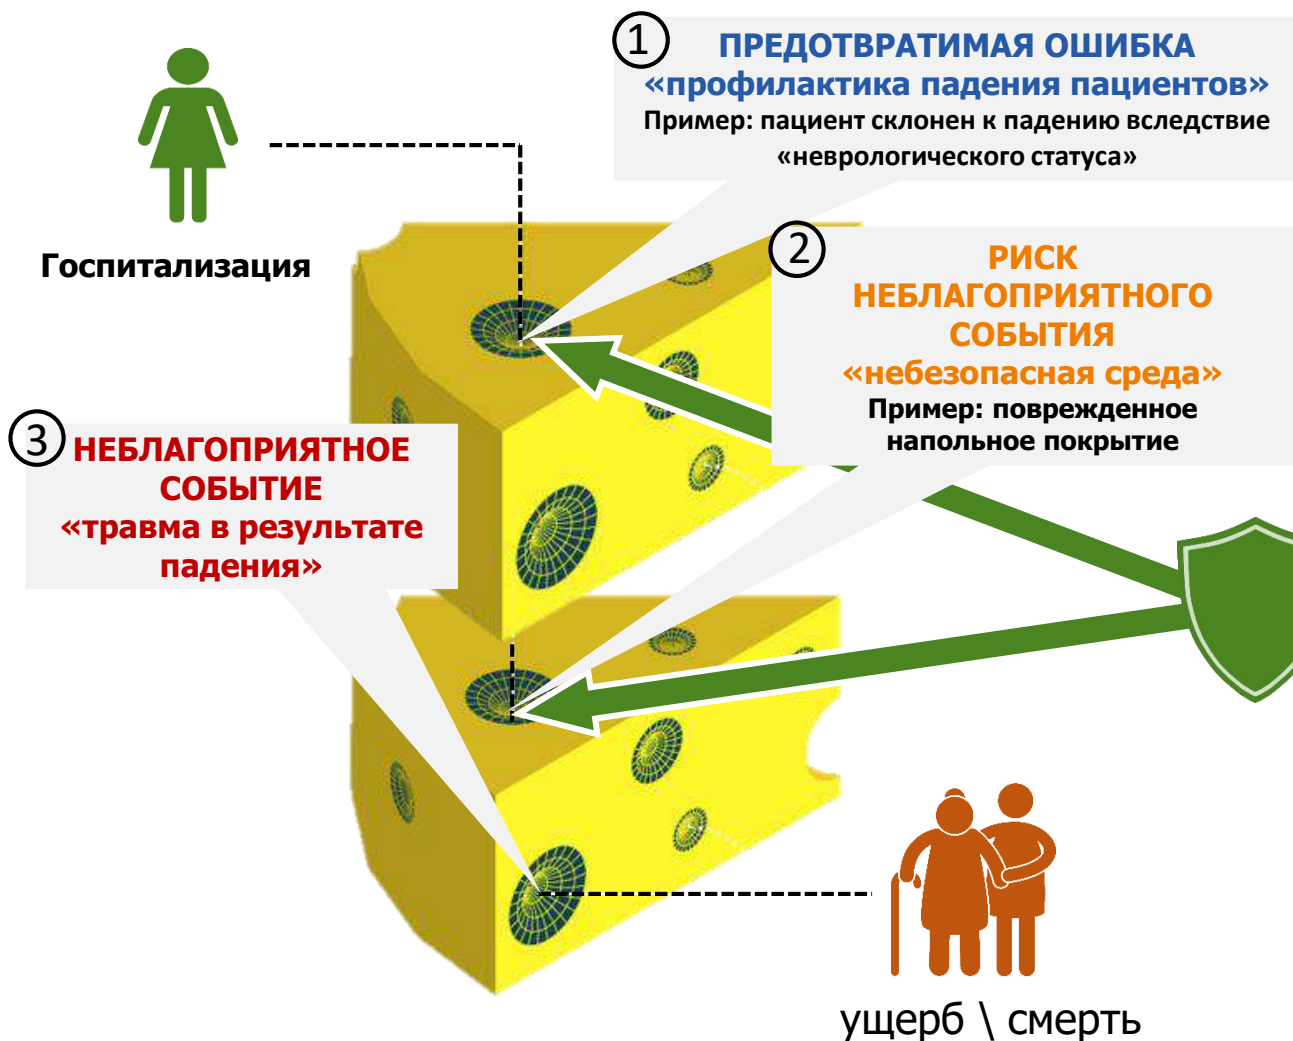 1
ПРЕДОТВРАТИМАЯ ОШИБКА
«профилактика падения пациентов»
Пример: пациент склонен к падению вследствие
«неврологического статуса»
Госпитализация
2
РИСК
НЕБЛАГОПРИЯТНОГО
СОБЫТИЯ
«небезопасная среда»
Пример: поврежденное
напольное покрытие
3
НЕБЛАГОПРИЯТНОЕ
СОБЫТИЕ
«травма в результате
падения»
ущерб \ смерть